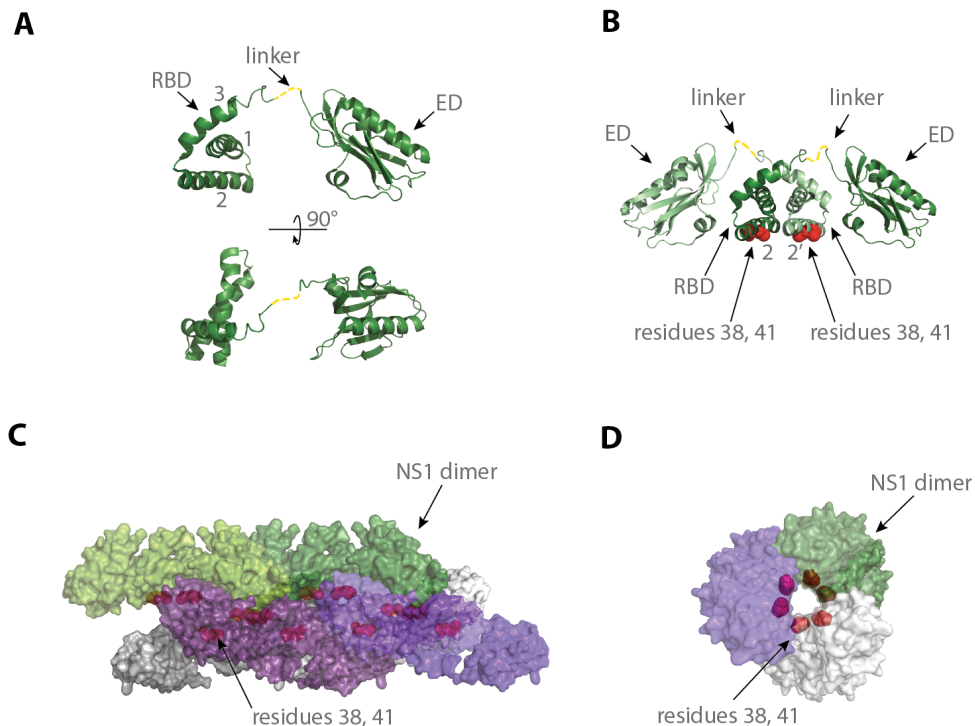 A
linker
RBD
3
1
ED
2
90°
B
linker
linker
ED
ED
2
2′
RBD
RBD
residues 38, 41
residues 38, 41
C
NS1 dimer
residues 38, 41
D
NS1 dimer
residues 38, 41